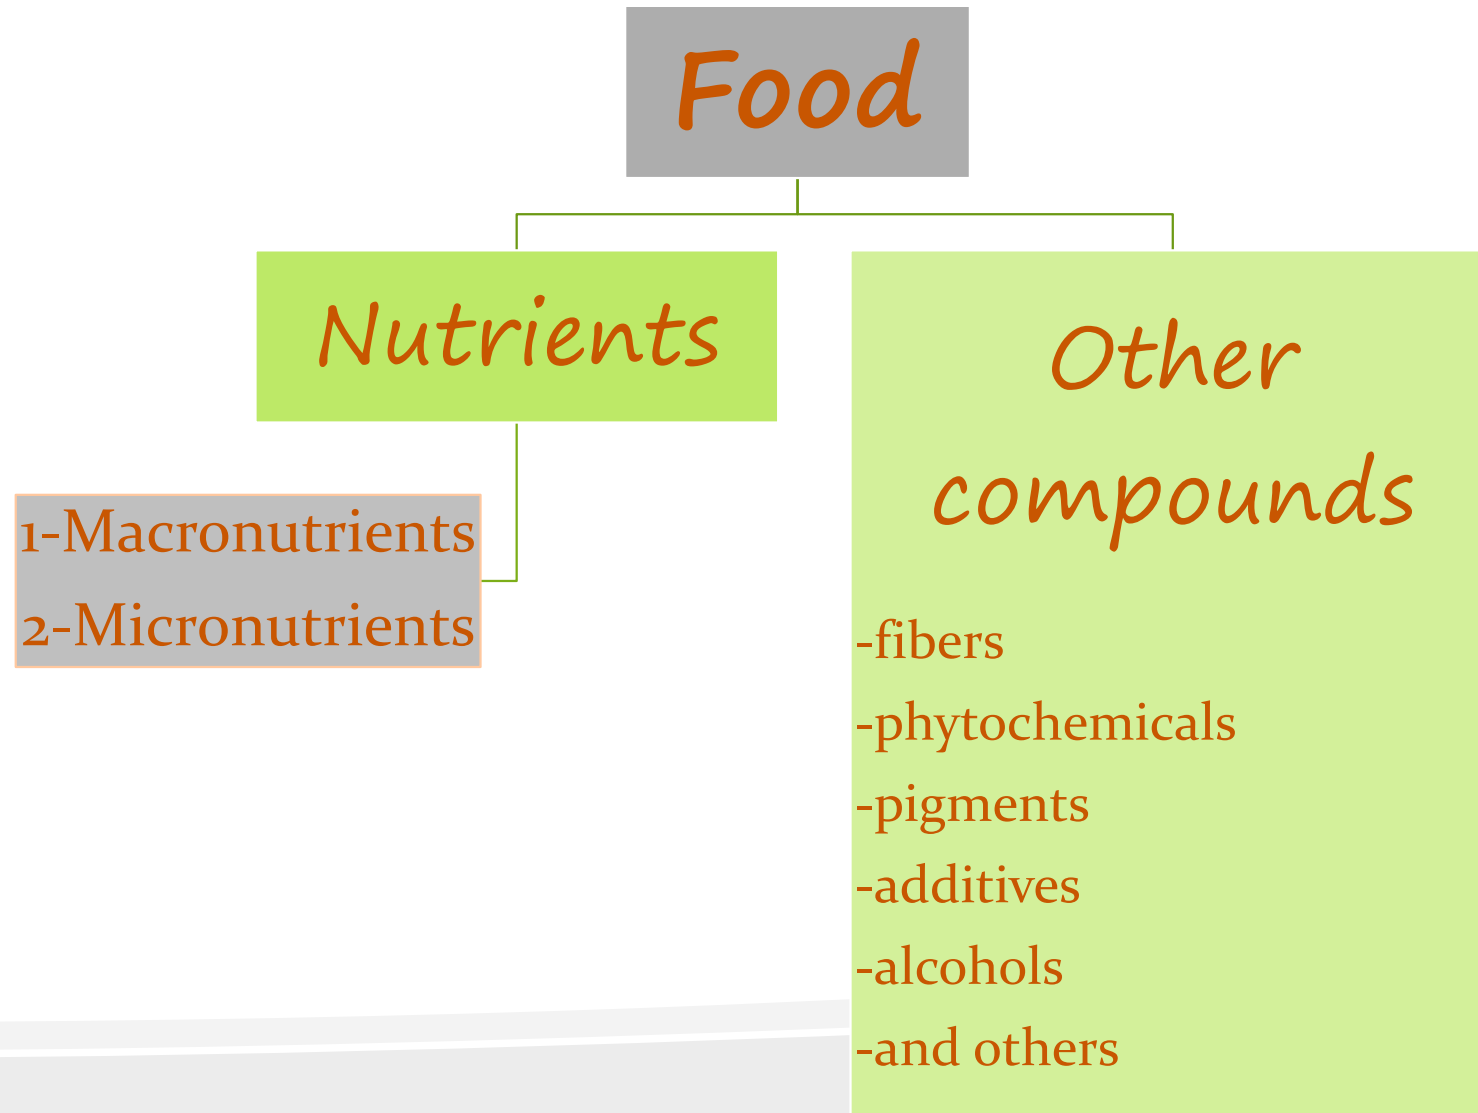 Food
Nutrients
1-Macronutrients
2-Micronutrients
Other
compounds
-fibers
-phytochemicals
-pigments
-additives
-alcohols
-and others